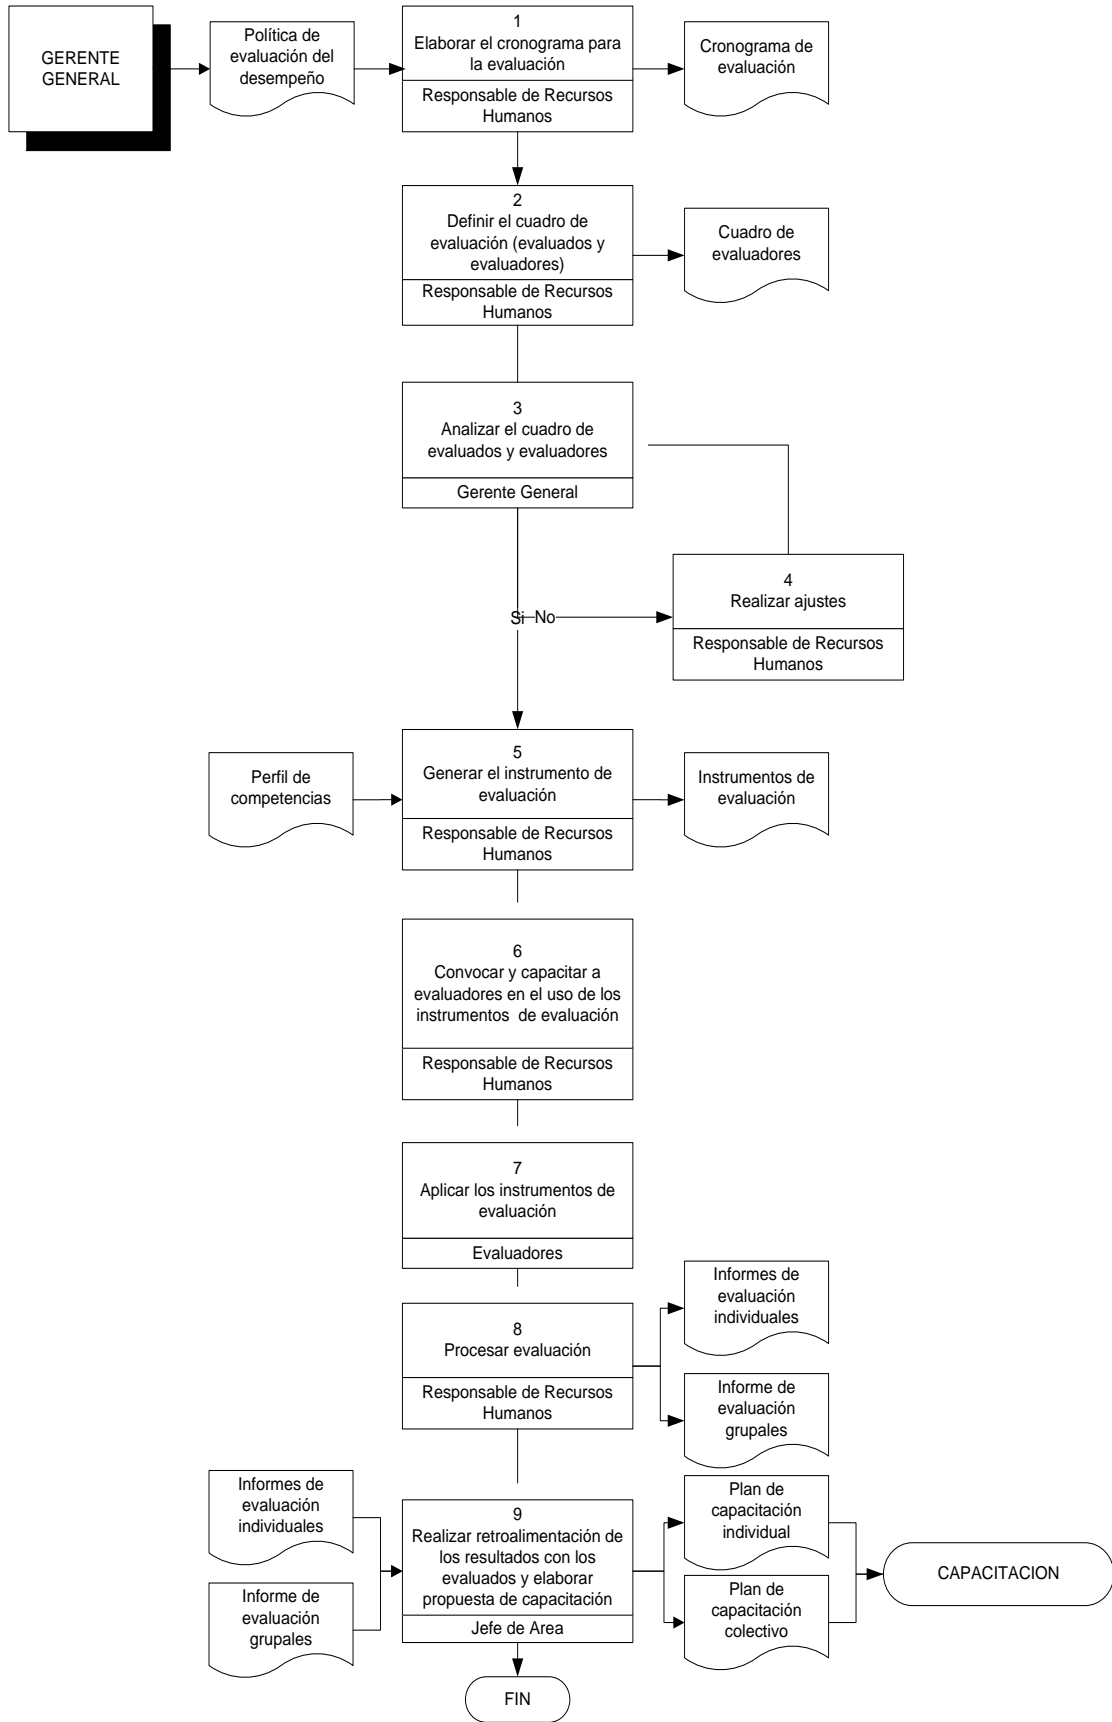 GERENTE
GENERAL
Política de
evaluación del
desempeño
1
Elaborar el cronograma para
la evaluación
Responsable de Recursos
Humanos
Cronograma de
evaluación
2
Definir el cuadro de
evaluación (evaluados y
evaluadores)
Responsable de Recursos
Humanos
Cuadro de
evaluadores
3
Analizar el cuadro de
evaluados y evaluadores
Gerente General
4
Realizar ajustes
Responsable de Recursos
Humanos
Si No
Perfil de
competencias
5
Generar el instrumento de
evaluación
Responsable de Recursos
Humanos
Instrumentos de
evaluación
6
Convocar y capacitar a
evaluadores en el uso de los
instrumentos de evaluación
Responsable de Recursos
Humanos
7
Aplicar los instrumentos de
evaluación
Evaluadores
8
Procesar evaluación
Responsable de Recursos
Humanos
Informes de
evaluación
individuales
Informe de
evaluación
grupales
Informes de
evaluación
individuales
Informe de
evaluación
grupales
9
Realizar retroalimentación de
los resultados con los
evaluados y elaborar
propuesta de capacitación
Jefe de Area
Plan de
capacitación
individual
Plan de
capacitación
colectivo
CAPACITACION
FIN